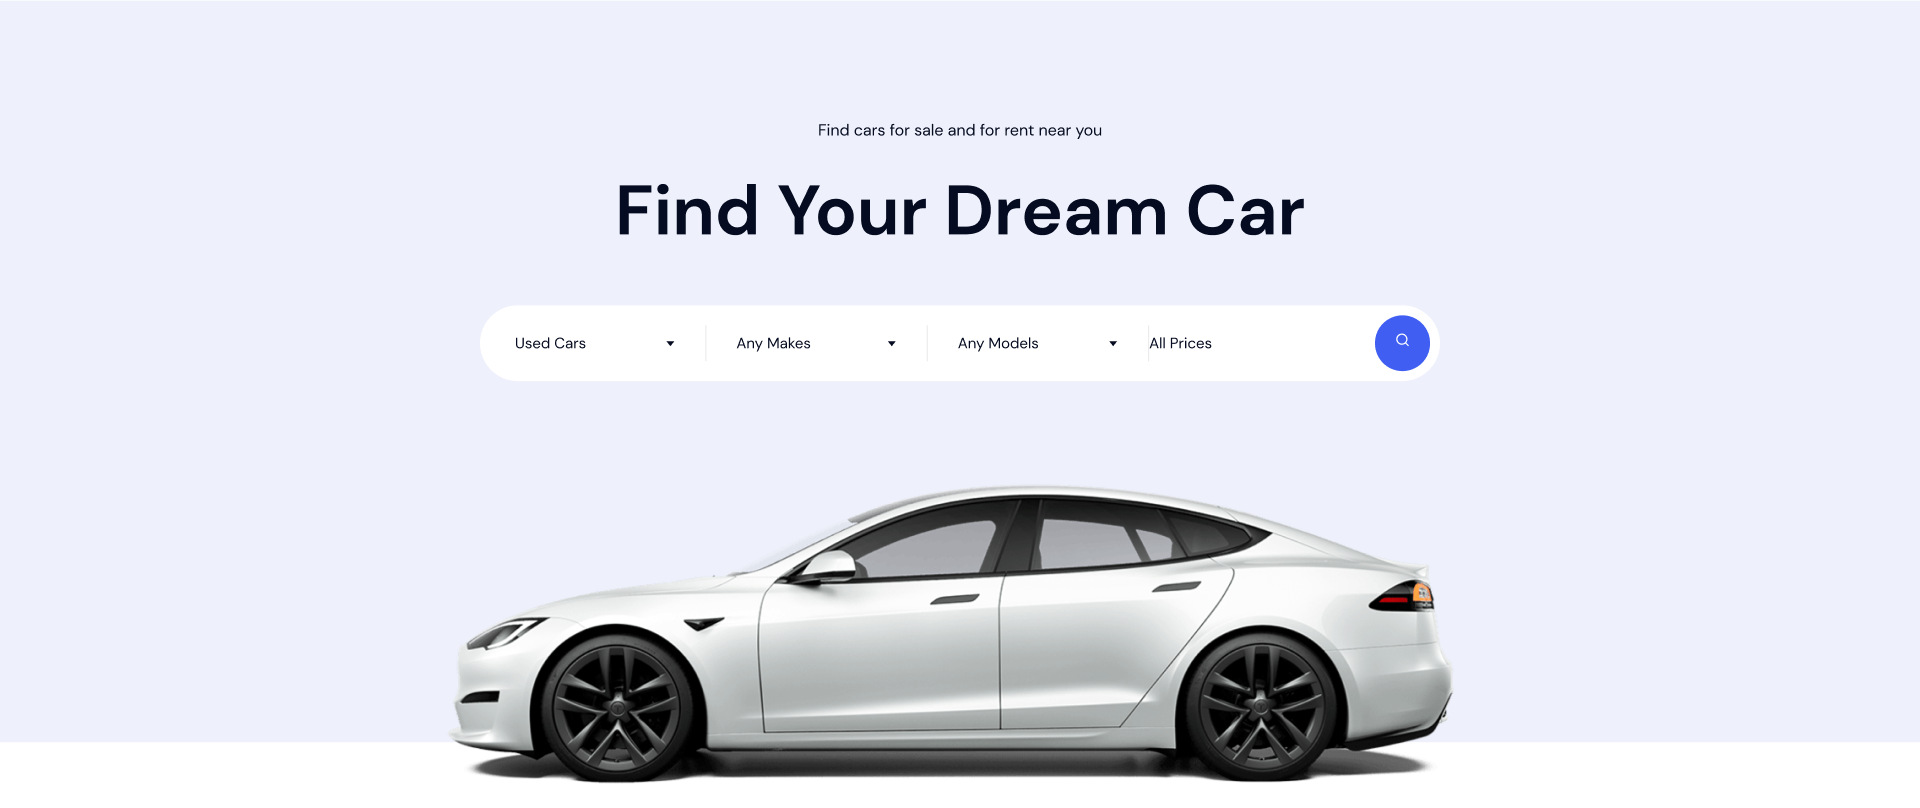 Find cars for sale and for rent near you
Find Your Dream Car
Used Cars
Any Makes
Any Models
All Prices